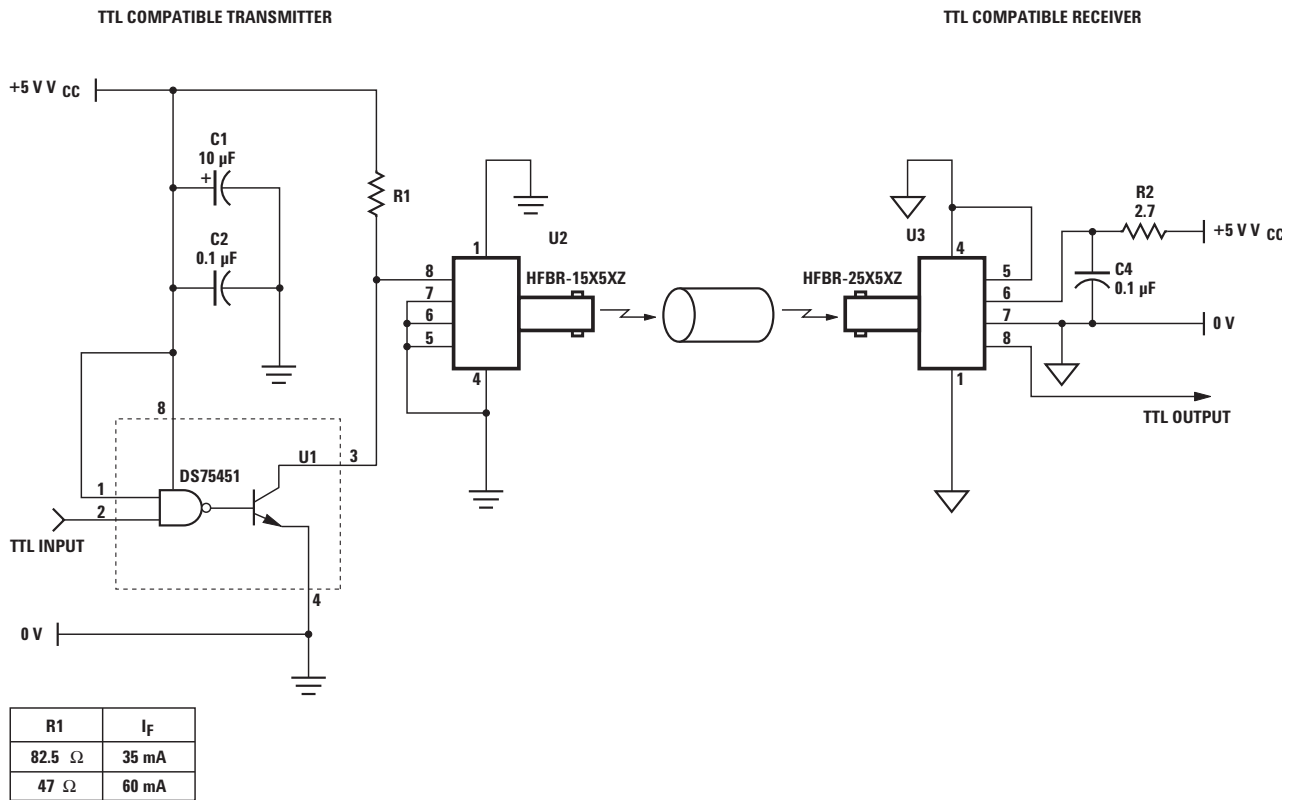 TTL COMPATIBLE TRANSMITTER
TTL COMPATIBLE RECEIVER
+5 V V CC
C1
10 µF
+
C2
0.1 µF
R1
8
DS75451
U1
3
1
2
TTL INPUT
4
0 V
1
U2
8
HFBR-15X5XZ
7
6
5
4
U3
4
HFBR-25X5XZ
5
6
7
8
1
R2
2.7
+5 V V CC
C4
0.1 µF
0 V
TTL OUTPUT
R1 IF
82.5 Ω 35 mA
47 Ω 60 mA